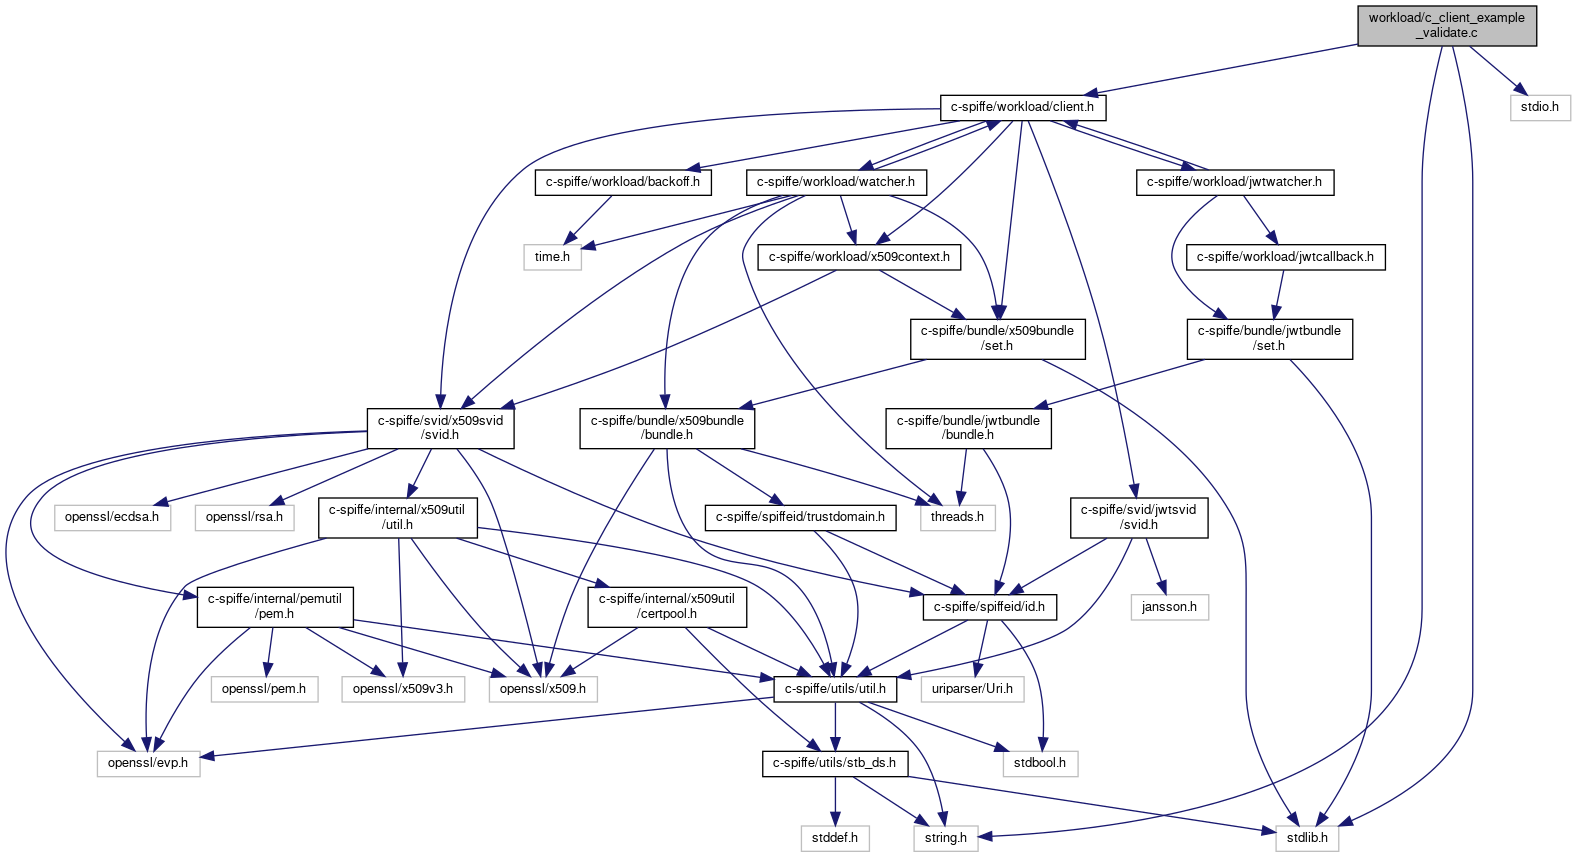 workload/c_client_example
_validate.c
c-spiffe/workload/client.h
stdio.h
c-spiffe/workload/backoff.h
c-spiffe/workload/watcher.h
c-spiffe/workload/jwtwatcher.h
time.h
c-spiffe/workload/x509context.h
c-spiffe/workload/jwtcallback.h
c-spiffe/bundle/x509bundle
/set.h
c-spiffe/bundle/jwtbundle
/set.h
c-spiffe/svid/x509svid
/svid.h
c-spiffe/bundle/x509bundle
/bundle.h
c-spiffe/bundle/jwtbundle
/bundle.h
openssl/ecdsa.h
openssl/rsa.h
c-spiffe/internal/x509util
/util.h
c-spiffe/spiffeid/trustdomain.h
threads.h
c-spiffe/svid/jwtsvid
/svid.h
c-spiffe/internal/pemutil
/pem.h
c-spiffe/internal/x509util
/certpool.h
c-spiffe/spiffeid/id.h
jansson.h
openssl/pem.h
openssl/x509v3.h
openssl/x509.h
c-spiffe/utils/util.h
uriparser/Uri.h
openssl/evp.h
c-spiffe/utils/stb_ds.h
stdbool.h
stddef.h
string.h
stdlib.h